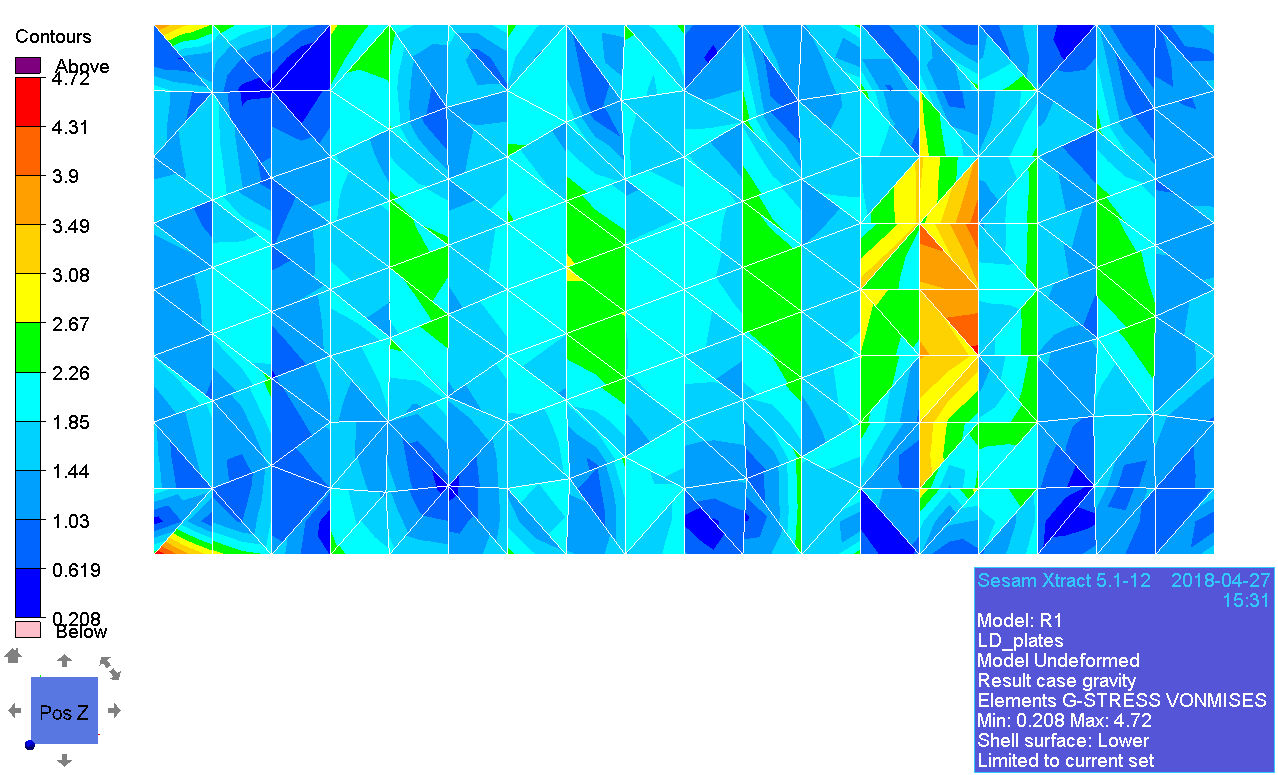 Contours
Above
4.72
4.31
3.9
3.49
3.08
2.67
2.26
1.85
1.44
1.03
0.619
0.208
Below
Pos Z
Sesam Xtract 5.1-12 2018-04-27
15:31
Model: R1
LD_plates
Model Undeformed
Result case gravity
Elements G-STRESS VONMISES
Min: 0.208 Max: 4.72
Shell surface: Lower
Limited to current set